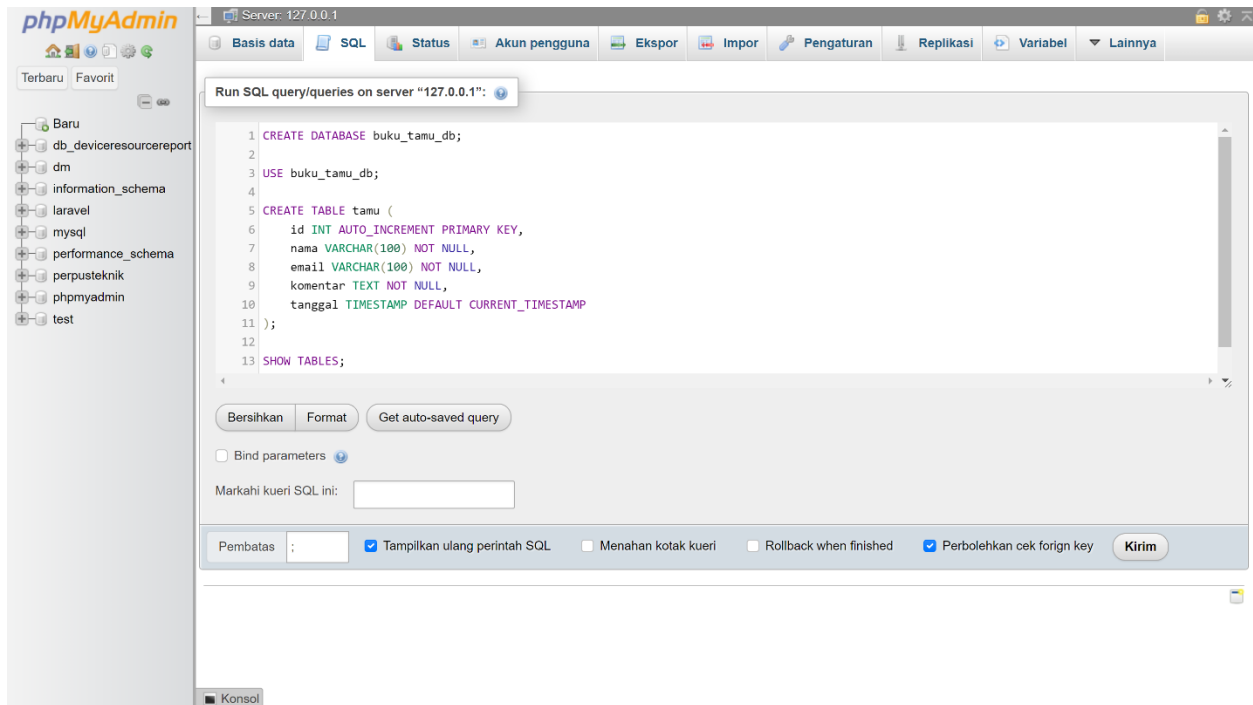 phpMyAdmin
Terbaru Favorit
Baru
db_deviceresourcereport
dm
information_schema
laravel
mysql
performance_schema
perpusteknik
phpmyadmin
test
Server: 127.0.0.1
Basis data SQL Status Akun pengguna Ekspor Impor Pengaturan Replikasi Variabel Lainnya
Run SQL query/queries on server “127.0.0.1”:
1 CREATE DATABASE buku_tamu_db;
2
3 USE buku_tamu_db;
4
5 CREATE TABLE tamu (
6 id INT AUTO_INCREMENT PRIMARY KEY,
7 nama VARCHAR(100) NOT NULL,
8 email VARCHAR(100) NOT NULL,
9 komentar TEXT NOT NULL,
10 tanggal TIMESTAMP DEFAULT CURRENT_TIMESTAMP
11 );
12
13 SHOW TABLES;
Bersihkan Format Get auto-saved query
Bind parameters
Markahi kueri SQL ini:
Pembatas ; Tampilkan ulang perintah SQL Menahan kotak kueri Rollback when finished Perbolehkan cek forign key Kirim
Konsol